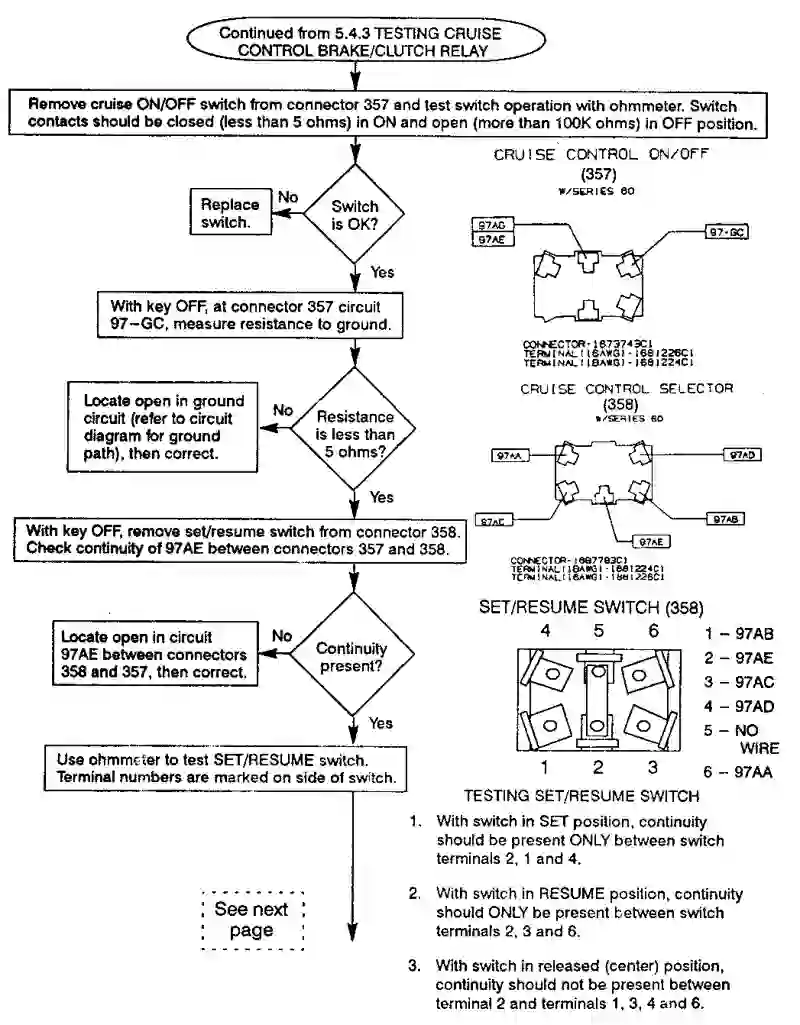 Continued from 5.4.3 TESTING CRUISE
CONTROL BRAKE/CLUTCH RELAY
Remove cruise ON/OFF switch from connector 357 and test switch operation with ohmmeter. Switch
contacts should be closed (less than 5 ohms) in ON and open (more than 100K ohms) in OFF position.
Replace
switch.
No
Switch
is OK?
Yes
With key OFF, at connector 357 circuit
97-GC, measure resistance to ground.
Locate open in ground
circuit (refer to circuit
diagram for ground
path), then correct.
No
Resistance
is less than
5 ohms?
Yes
With key OFF, remove set/resume switch from connector 358.
Check continuity of 97AE between connectors 357 and 358.
Locate open in circuit
97AE between connectors
358 and 357, then correct.
No
Continuity
present?
Yes
Use ohmmeter to test SET/RESUME switch.
Terminal numbers are marked on side of switch.
See next
page
CRUISE CONTROL ON/OFF
(357)
W/SERIES 60
97AG
97AE
97-GC
CONNECTOR-1673743C1
TERMINAL(16AWG)-1681226C1
TERMINAL(18AWG)-1681224C1
CRUISE CONTROL SELECTOR
(358)
W/SERIES 60
97AA
97AD
97AC
97AB
97AE
CONNECTOR-1687783C1
TERMINAL(18AWG)-1681224C1
TERMINAL(16AWG)-1681226C1
SET/RESUME SWITCH (358)
4 5 6
1 2 3
1 - 97AB
2 - 97AE
3 - 97AC
4 - 97AD
5 - NO
WIRE
6 - 97AA
TESTING SET/RESUME SWITCH
1. With switch in SET position, continuity
should be present ONLY between switch
terminals 2, 1 and 4.
2. With switch in RESUME position, continuity
should ONLY be present between switch
terminals 2, 3 and 6.
3. With switch in released (center) position,
continuity should not be present between
terminal 2 and terminals 1, 3, 4 and 6.